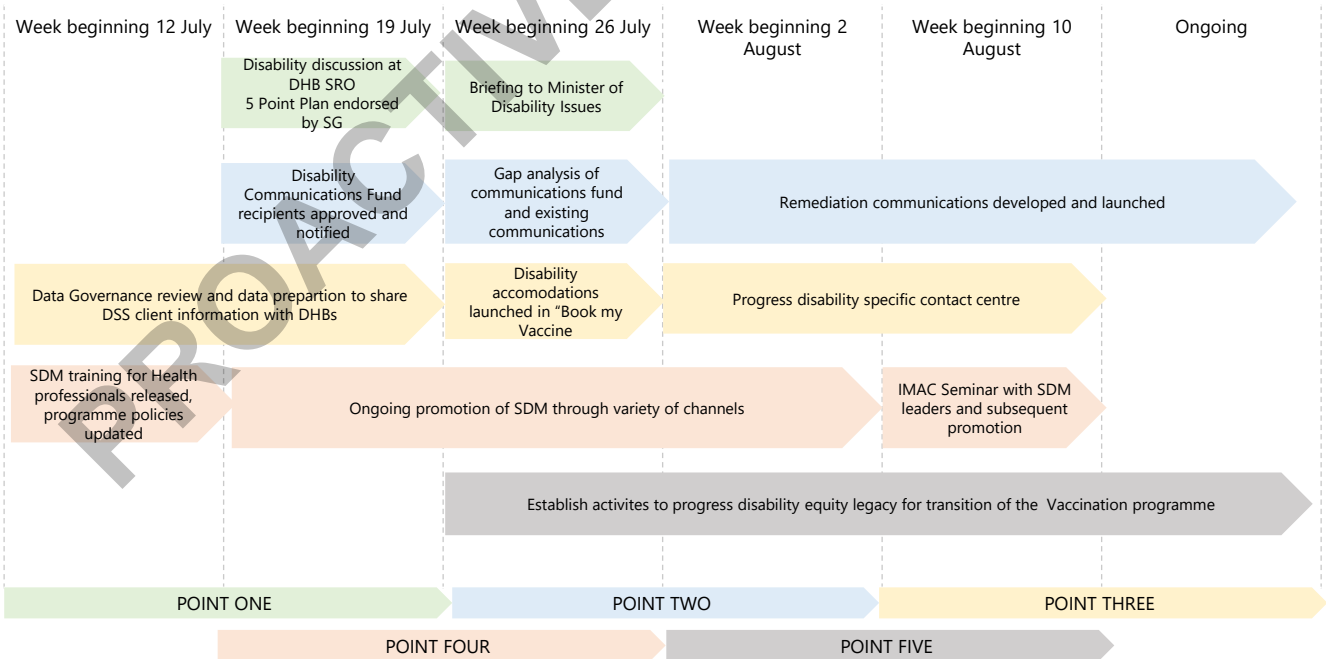 Week beginning 12 July
Week beginning 19 July
Week beginning 26 July
Week beginning 2
August
Week beginning 10
August
Ongoing
Disability discussion at
DHB SRO
5 Point Plan endorsed
by SG
Briefing to Minister of
Disability Issues
Disability
Communications Fund
recipients approved and
notified
Gap analysis of
communications fund
and existing
communications
Remediation communications developed and launched
Data Governance review and data prepartion to share
DSS client information with DHBs
Disability
accomodations
launched in “Book my
Vaccine
Progress disability specific contact centre
SDM training for Health
professionals released,
programme policies
updated
Ongoing promotion of SDM through variety of channels
IMAC Seminar with SDM
leaders and subsequent
promotion
Establish activites to progress disability equity legacy for transition of the Vaccination programme
POINT ONE
POINT TWO
POINT THREE
POINT FOUR
POINT FIVE
PROACTIVE